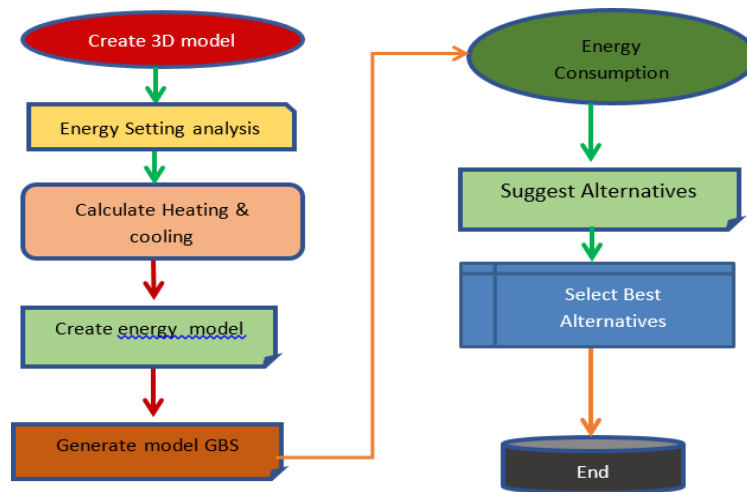 Create 3D model
Energy Setting analysis
Calculate Heating &
cooling
Create energy model
Generate model GBS
Energy
Consumption
Suggest Alternatives
Select Best
Alternatives
End